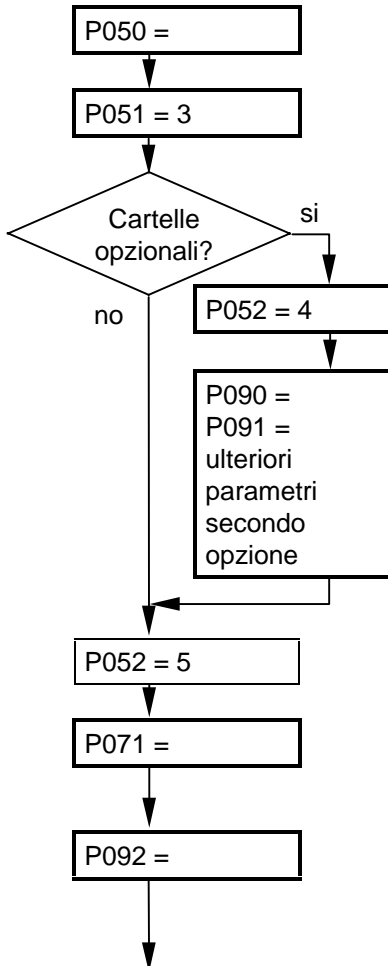 P050 =
P051 = 3
Cartelle
opzionali?
si
no
P052 = 4
P090 =
P091 =
ulteriori
parametri
secondo
opzione
P052 = 5
P071 =
P092 =